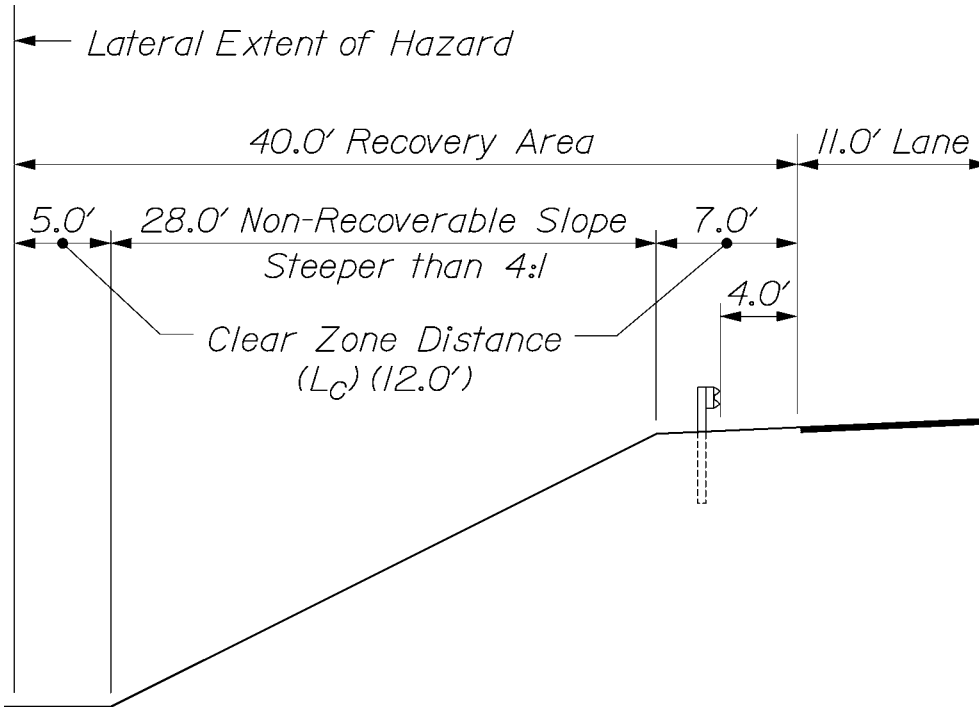 Lateral Extent of Hazard
40.0' Recovery Area
11.0' Lane
5.0'
28.0' Non-Recoverable Slope
Steeper than 4:1
7.0'
4.0'
Clear Zone Distance
(LC) (12.0')